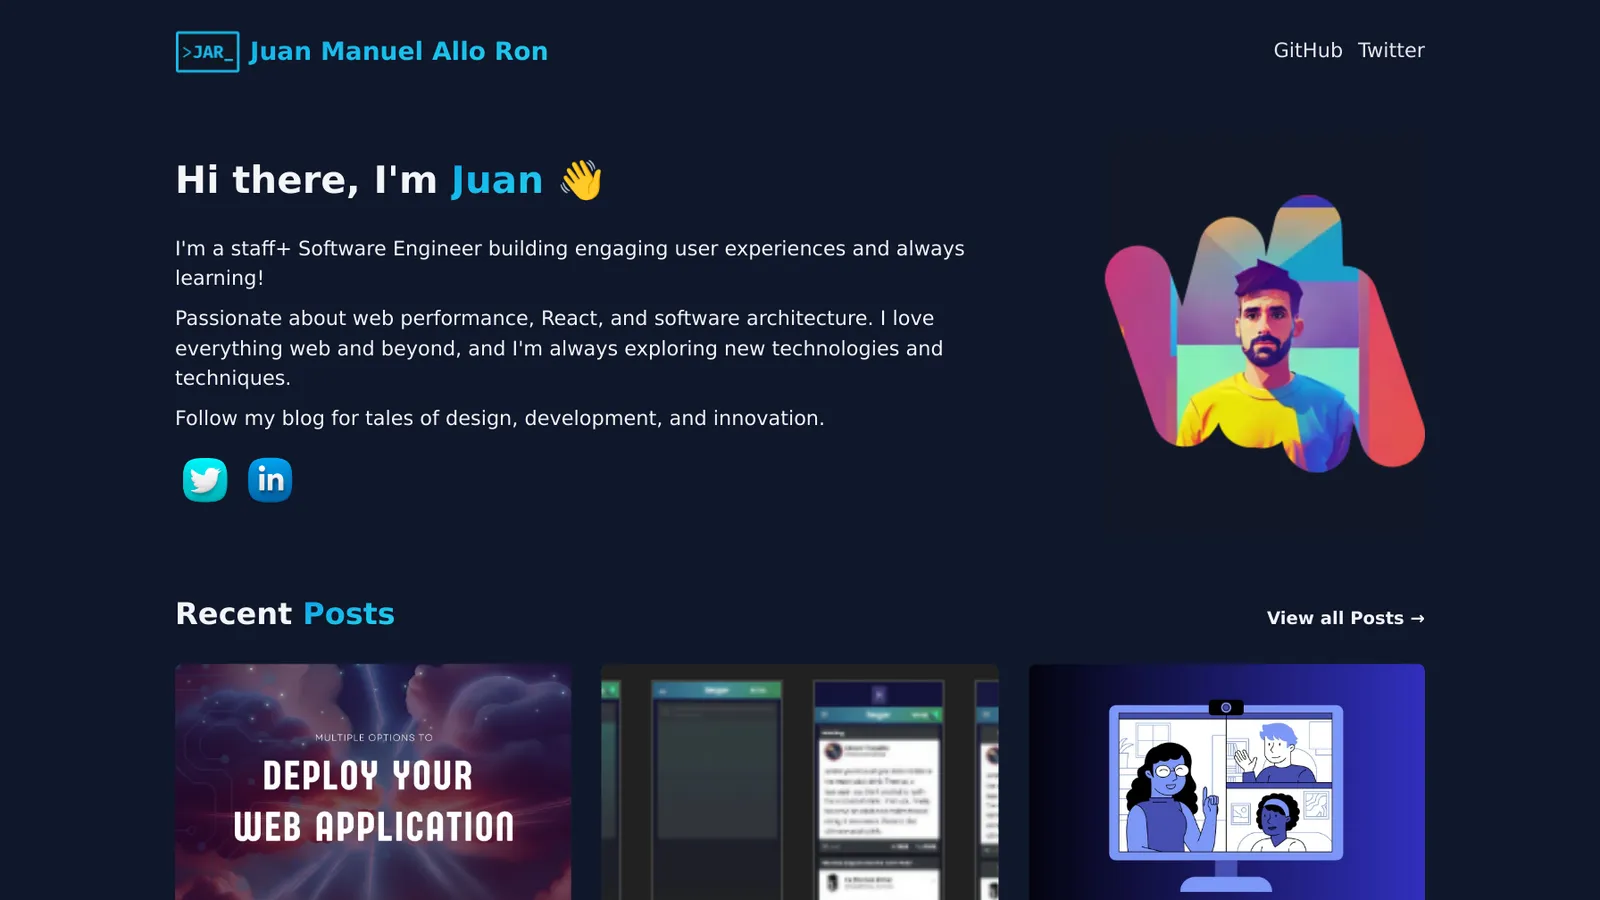 >JAR_ Juan Manuel Allo Ron
GitHub Twitter
Hi there, I'm Juan 👋
I'm a staff+ Software Engineer building engaging user experiences and always
learning!
Passionate about web performance, React, and software architecture. I love
everything web and beyond, and I'm always exploring new technologies and
techniques.
Follow my blog for tales of design, development, and innovation.
in
Recent Posts
View all Posts →
MULTIPLE OPTIONS TO
DEPLOY YOUR
WEB APPLICATION